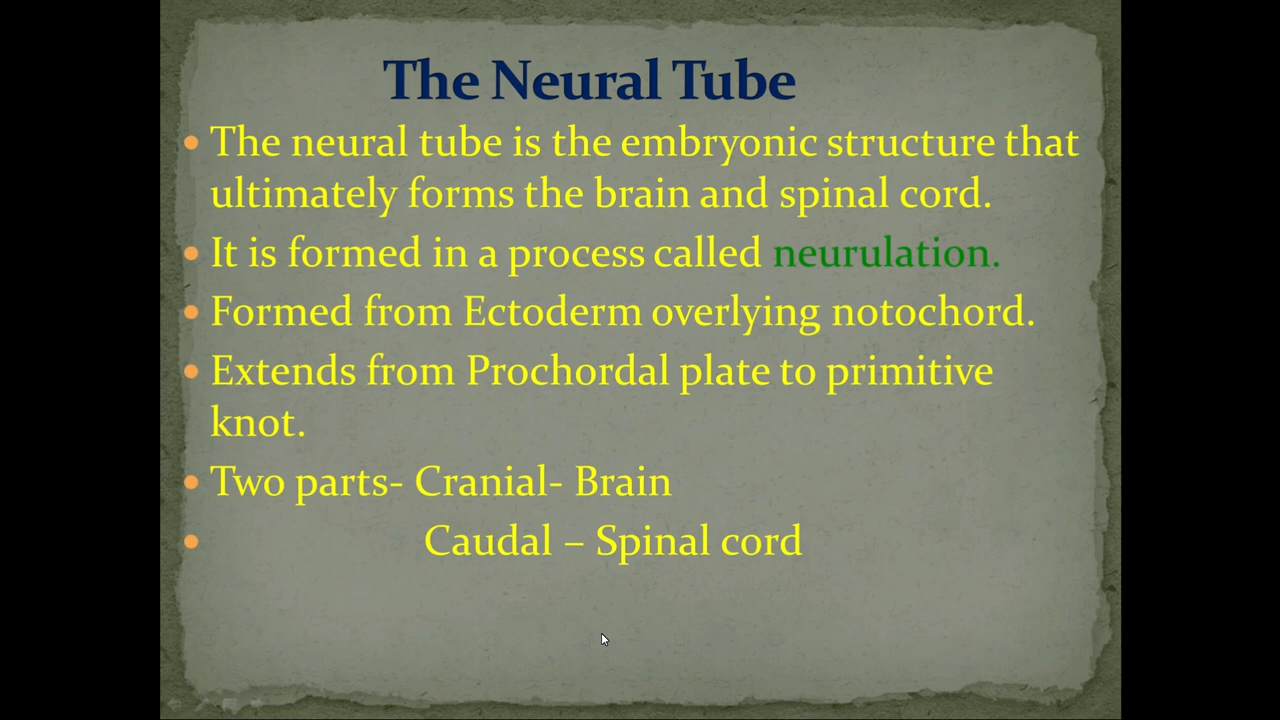 The Neural Tube
• The neural tube is the embryonic structure that
ultimately forms the brain and spinal cord.
• It is formed in a process called neurulation.
• Formed from Ectoderm overlying notochord.
• Extends from Prochordal plate to primitive
knot.
• Two parts- Cranial- Brain
• Caudal – Spinal cord